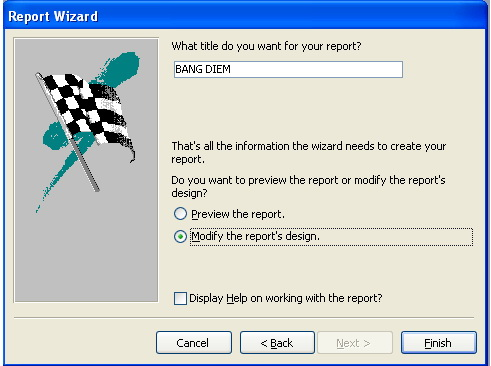 Report Wizard
What title do you want for your report?
BANG DIEM
That's all the information the wizard needs to create your
report.
Do you want to preview the report or modify the report's
design?
Preview the report.
Modify the report's design.
Display Help on working with the report?
Cancel
< Back
Next >
Finish